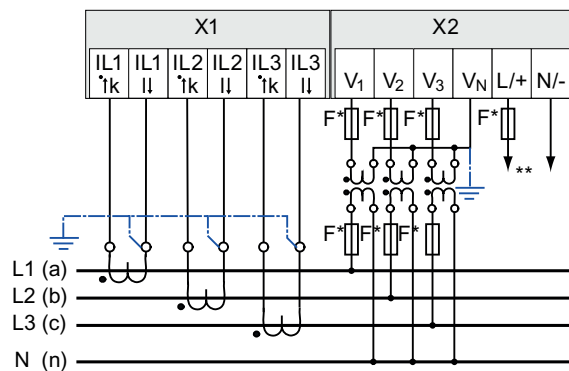 X1 X2
IL1 IL1 IL2 IL2 IL3 IL3 V₁ V₂ V₃ VN L/+ N/-
↑k l↓ ↑k l↓ ↑k l↓
F* F* F* F*
**
F* F* F*
L1 (a)
L2 (b)
L3 (c)
N (n)